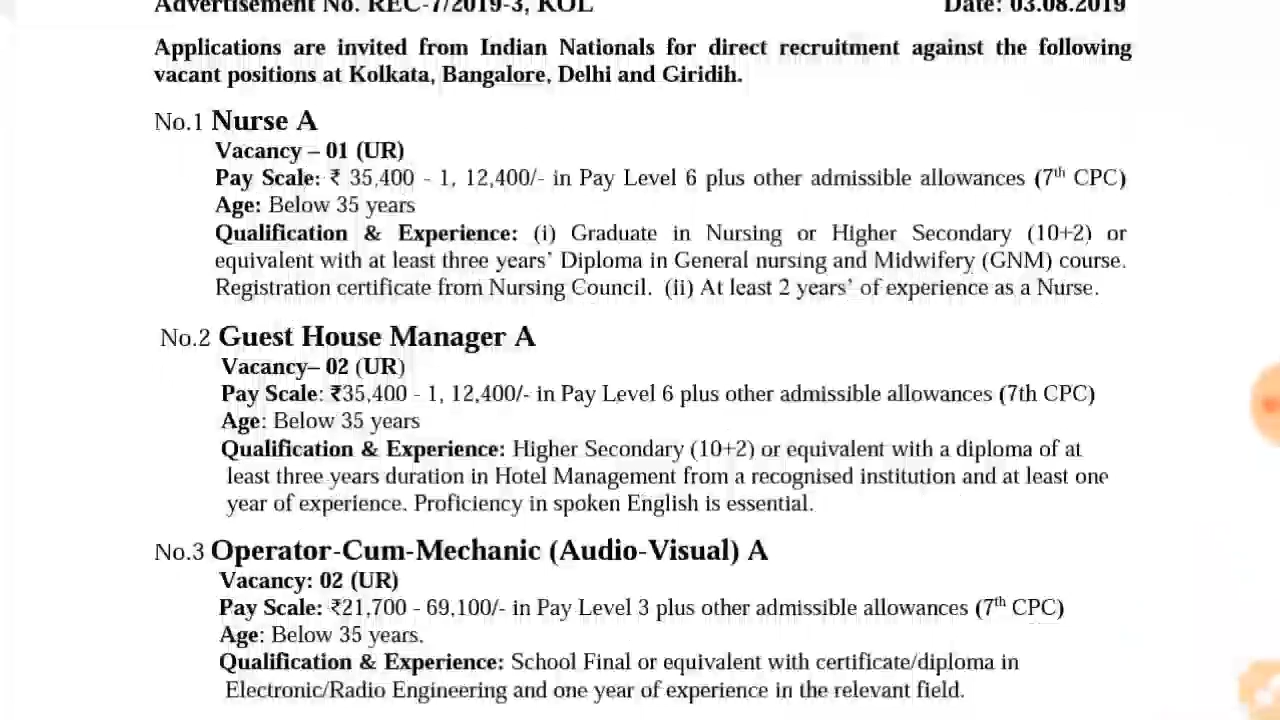 Advertisement No. REC-7/2019-3, KOL Date: 03.08.2019
Applications are invited from Indian Nationals for direct recruitment against the following
vacant positions at Kolkata, Bangalore, Delhi and Giridih.
No.1 Nurse A
Vacancy – 01 (UR)
Pay Scale: ₹ 35,400 - 1, 12,400/- in Pay Level 6 plus other admissible allowances (7th CPC)
Age: Below 35 years
Qualification & Experience: (i) Graduate in Nursing or Higher Secondary (10+2) or
equivalent with at least three years' Diploma in General nursing and Midwifery (GNM) course.
Registration certificate from Nursing Council. (ii) At least 2 years' of experience as a Nurse.
No.2 Guest House Manager A
Vacancy– 02 (UR)
Pay Scale: ₹35,400 - 1, 12,400/- in Pay Level 6 plus other admissible allowances (7th CPC)
Age: Below 35 years
Qualification & Experience: Higher Secondary (10+2) or equivalent with a diploma of at
least three years duration in Hotel Management from a recognised institution and at least one
year of experience. Proficiency in spoken English is essential.
No.3 Operator-Cum-Mechanic (Audio-Visual) A
Vacancy: 02 (UR)
Pay Scale: ₹21,700 - 69,100/- in Pay Level 3 plus other admissible allowances (7th CPC)
Age: Below 35 years.
Qualification & Experience: School Final or equivalent with certificate/diploma in
Electronic/Radio Engineering and one year of experience in the relevant field.